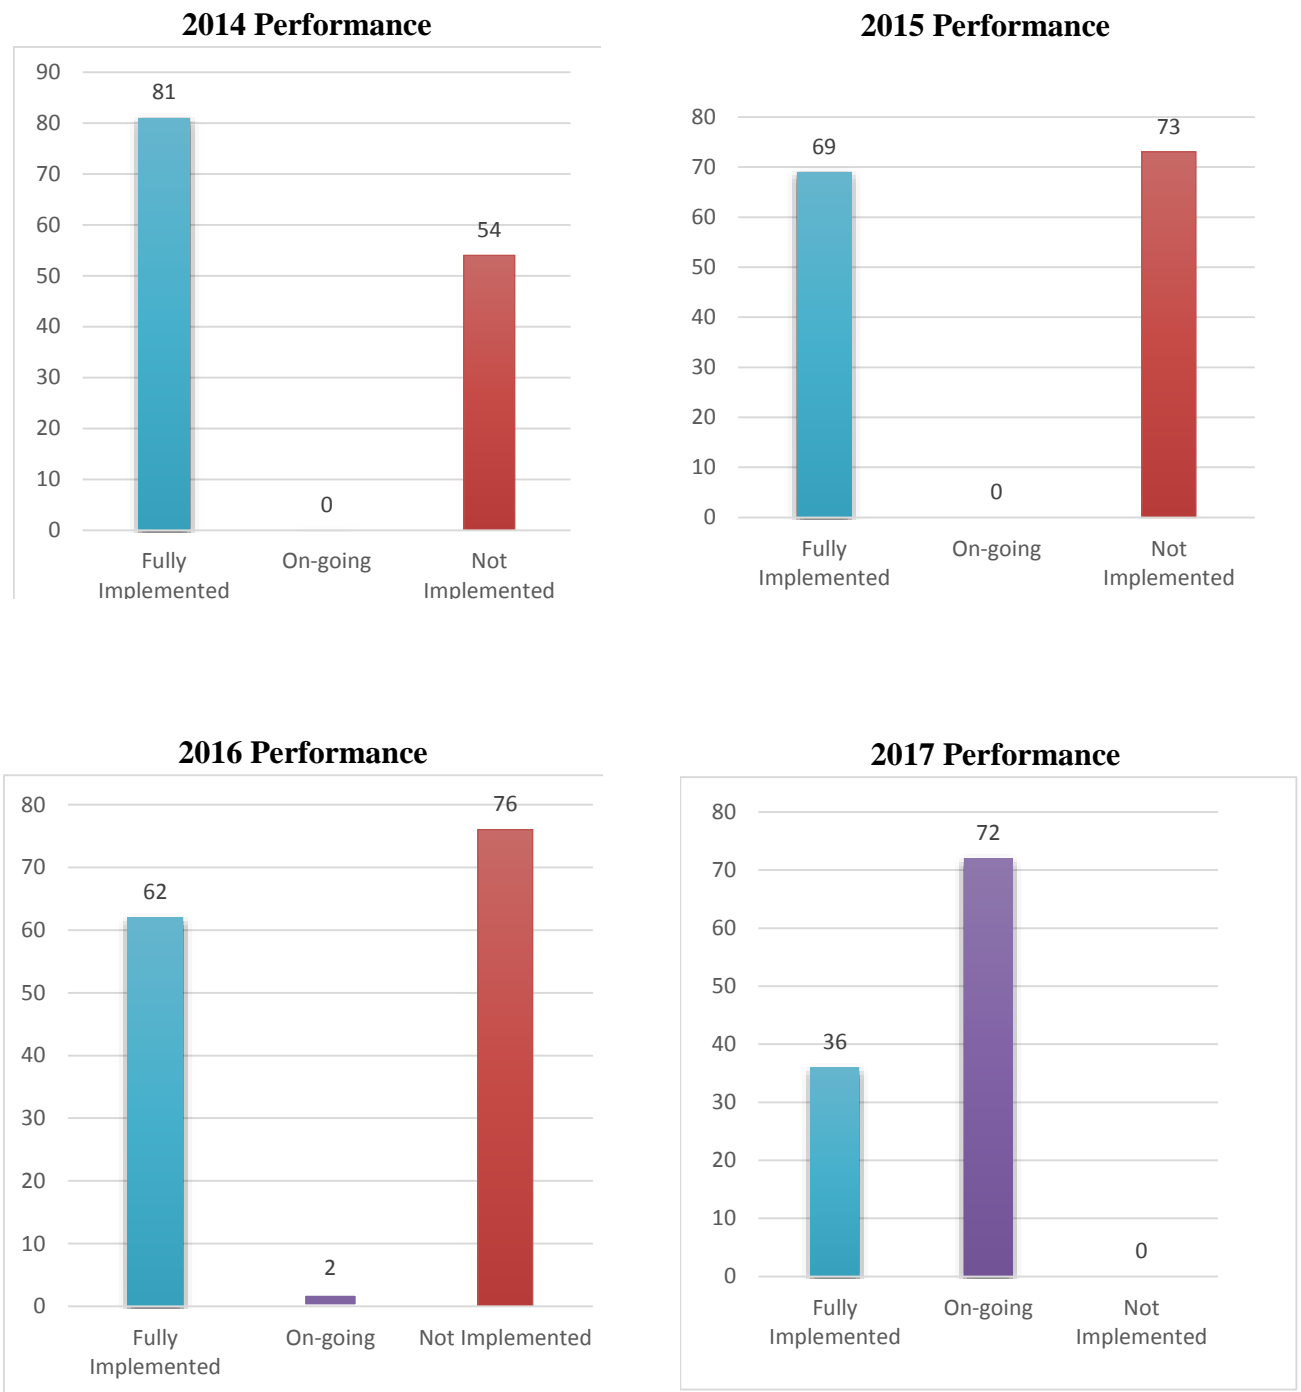 2014 Performance
90
80
70
60
50
40
30
20
10
0
81
0
54
Fully
Implemented
On-going
Not
Implemented
2015 Performance
80
70
60
50
40
30
20
10
0
69
0
73
Fully
Implemented
On-going
Not
Implemented
2016 Performance
80
70
60
50
40
30
20
10
0
62
2
76
Fully
Implemented
On-going
Not Implemented
2017 Performance
80
70
60
50
40
30
20
10
0
36
72
0
Fully
Implemented
On-going
Not
Implemented